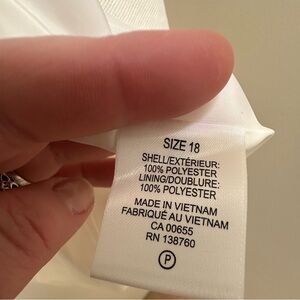 SIZE 18
SHELL/EXTÉRIEUR:
100% POLYESTER
LINING/DOUBLURE:
100% POLYESTER
MADE IN VIETNAM
FABRIQUÉ AU VIETNAM
CA 00655
RN 138760
P